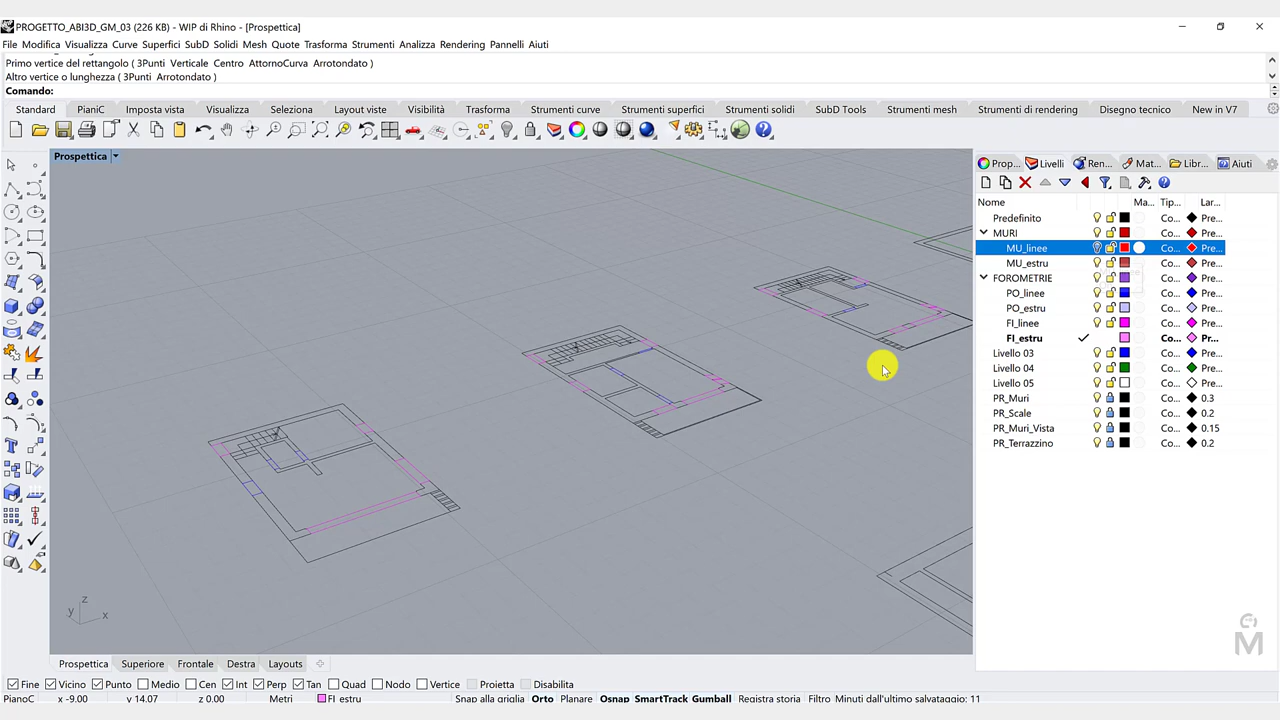 PROGETTO_ABI3D_GM_03 (226 KB) - WIP di Rhino - [Prospettica]
File Modifica Visualizza Curve Superfici SubD Solidi Mesh Quote Trasforma Strumenti Analizza Rendering Pannelli Aiuti
Primo vertice del rettangolo ( 3Punti Verticale Centro AttornoCurva Arrotondato )
Altro vertice o lunghezza ( 3Punti Arrotondato )
Comando:
Standard PianiC Imposta vista Visualizza Seleziona Layout viste Visibilità Trasforma Strumenti curve Strumenti superfici Strumenti solidi SubD Tools Strumenti mesh Strumenti di rendering Disegno tecnico New in V7
Prospettica
Prop... Livelli Ren... Mat... Libr... Aiuti
Nome Ma... Tip... Lar...
Predefinito Co... Pre...
MURI Co... Pre...
MU_linee Co... Pre...
MU_estru Co... Pre...
FOROMETRIE Co... Pre...
PO_linee Co... Pre...
PO_estru Co... Pre...
FI_linee Co... Pre...
FI_estru Co... Pr...
Livello 03 Co... Pre...
Livello 04 Co... Pre...
Livello 05 Co... Pre...
PR_Muri Co... 0.3
PR_Scale Co... 0.2
PR_Muri_Vista Co... 0.15
PR_Terrazzino Co... 0.2
z
y x
M
Prospettica Superiore Frontale Destra Layouts
Fine Vicino Punto Medio Cen Int Perp Tan Quad Nodo Vertice Proietta Disabilita
PianoC x -9.00 y 14.07 z 0.00 Metri FI_estru Snap alla griglia Orto Planare Osnap SmartTrack Gumball Registra storia Filtro Minuti dall'ultimo salvataggio: 11